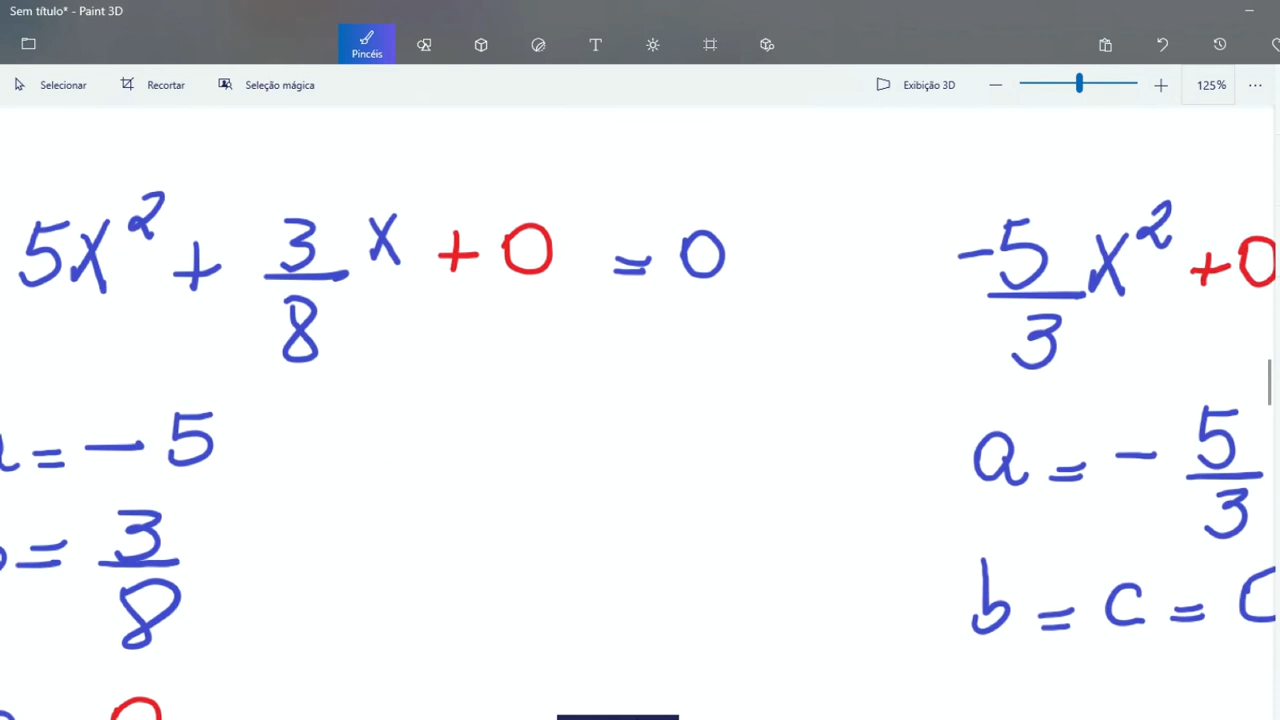 Sem título* - Paint 3D
Pincéis
Selecionar Recortar Seleção mágica Exibição 3D 125%
5x² + 3/8 x + 0 = 0
= - 5
= 3/8
-5/3 x² + 0
a = - 5/3
b = c =